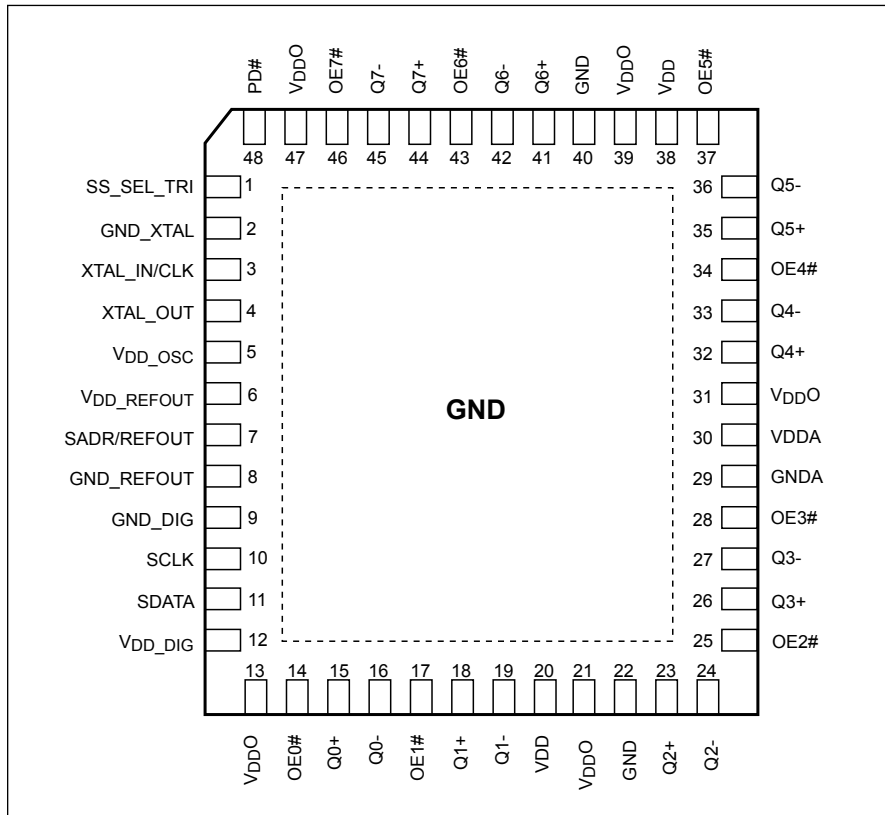 PD#
VDDO
OE7#
Q7-
Q7+
OE6#
Q6-
Q6+
GND
VDDO
VDD
OE5#
48 47 46 45 44 43 42 41 40 39 38 37
SS_SEL_TRI 1
GND_XTAL 2
XTAL_IN/CLK 3
XTAL_OUT 4
VDD_OSC 5
VDD_REFOUT 6
SADR/REFOUT 7
GND_REFOUT 8
GND_DIG 9
SCLK 10
SDATA 11
VDD_DIG 12
GND
36 Q5-
35 Q5+
34 OE4#
33 Q4-
32 Q4+
31 VDDO
30 VDDA
29 GNDA
28 OE3#
27 Q3-
26 Q3+
25 OE2#
13 14 15 16 17 18 19 20 21 22 23 24
VDDO
OE0#
Q0+
Q0-
OE1#
Q1+
Q1-
VDD
VDDO
GND
Q2+
Q2-